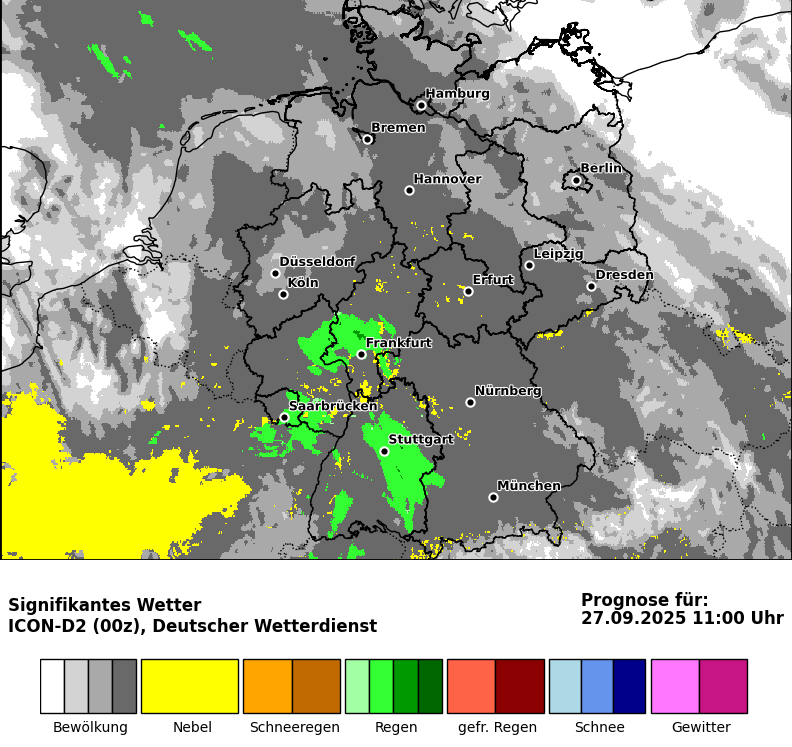 Hamburg
Bremen
Berlin
Hannover
Leipzig
Düsseldorf
Dresden
Köln
Erfurt
Frankfurt
Nürnberg
Saarbrücken
Stuttgart
München
Signifikantes Wetter
ICON-D2 (00z), Deutscher Wetterdienst
Prognose für:
27.09.2025 11:00 Uhr
Bewölkung Nebel Schneeregen Regen gefr. Regen Schnee Gewitter